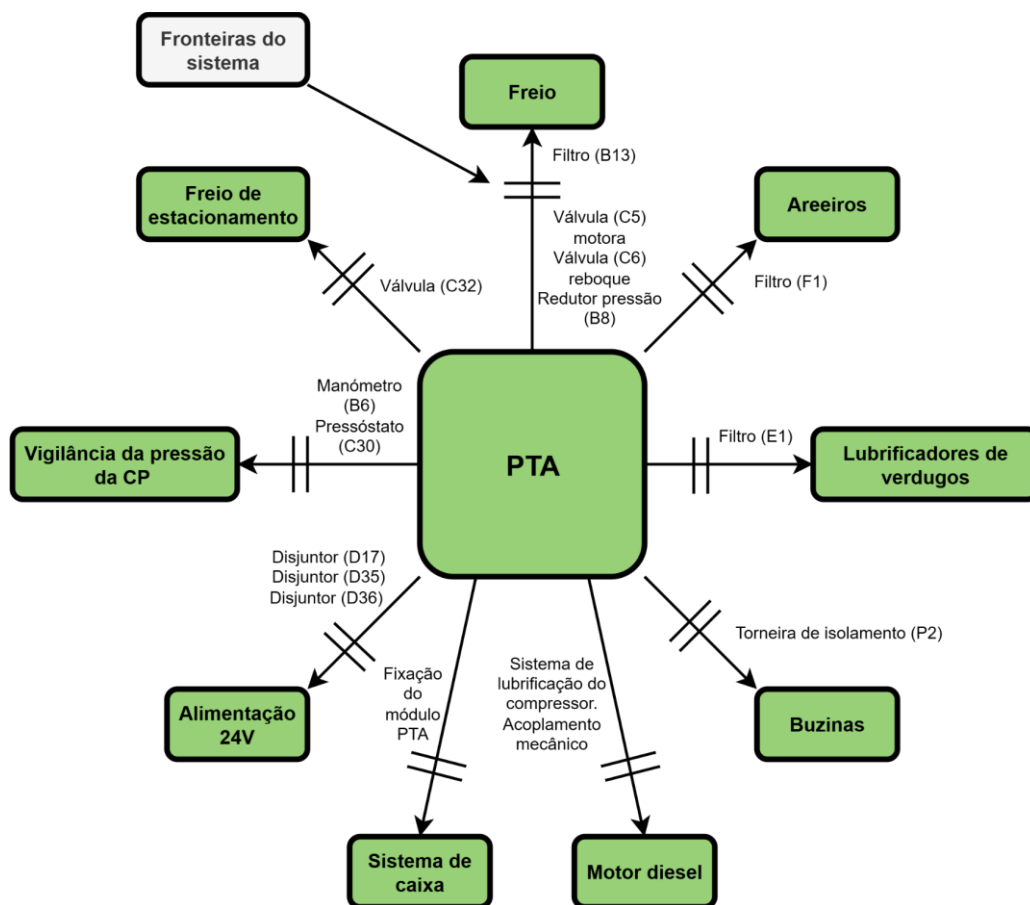 Fronteiras do
sistema
Freio
Filtro (B13)
Freio de
estacionamento
Areeiros
Válvula (C5)
motora
Válvula (C6)
reboque
Redutor pressão
(B8)
Válvula (C32)
Filtro (F1)
Manómetro
(B6)
Pressóstato
(C30)
Vigilância da pressão
da CP
PTA
Filtro (E1)
Lubrificadores de
verdugos
Disjuntor (D17)
Disjuntor (D35)
Disjuntor (D36)
Torneira de isolamento (P2)
Fixação
do
módulo
PTA
Sistema de
lubrificação do
compressor.
Acoplamento
mecânico
Alimentação
24V
Buzinas
Sistema de
caixa
Motor diesel